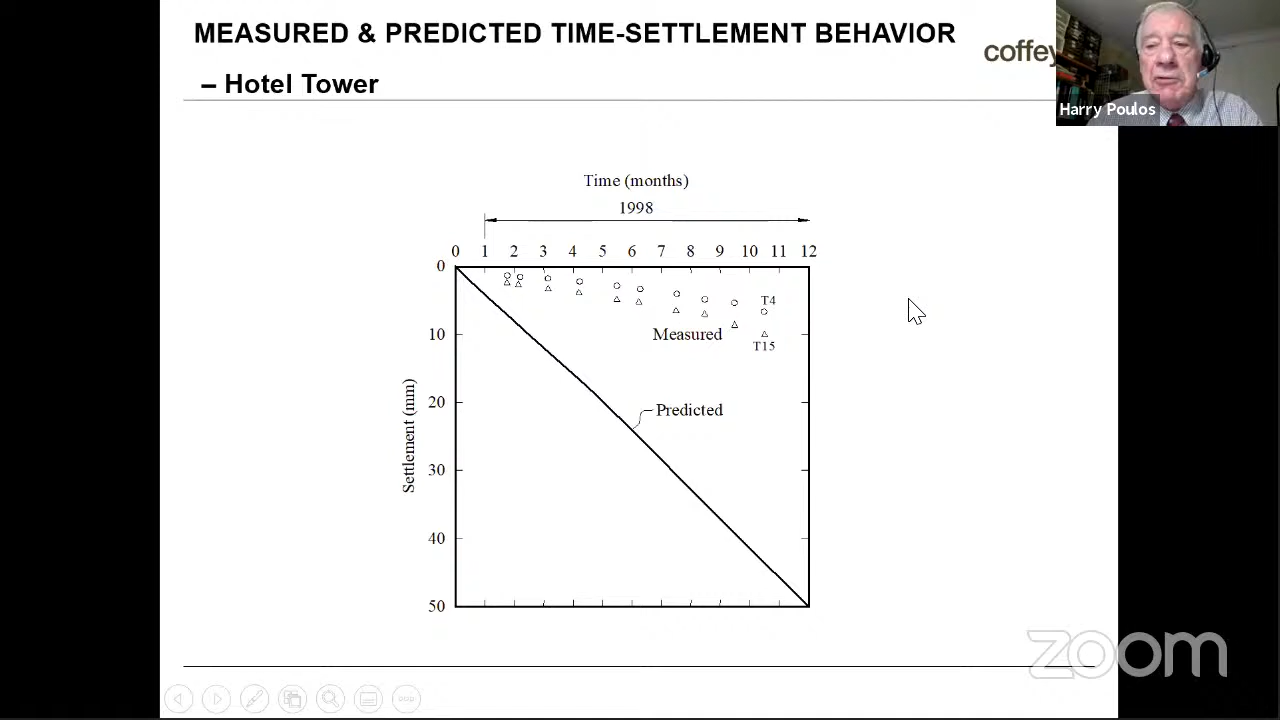 MEASURED & PREDICTED TIME-SETTLEMENT BEHAVIOR
– Hotel Tower
coffey
Harry Poulos
Time (months)
1998
0 1 2 3 4 5 6 7 8 9 10 11 12
0
10
20
30
40
50
Settlement (mm)
T4
Measured
T15
Predicted
zoom